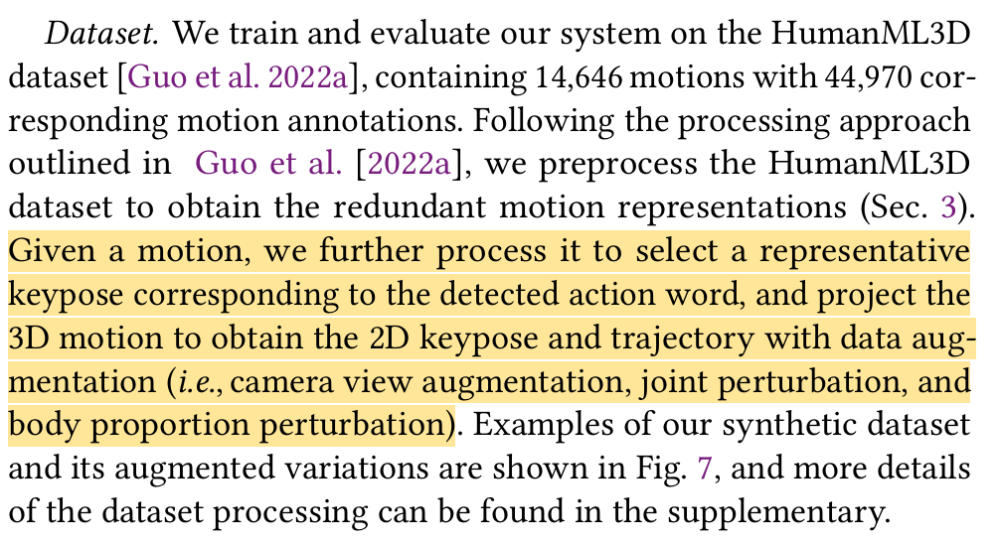 Dataset. We train and evaluate our system on the HumanML3D
dataset [Guo et al. 2022a], containing 14,646 motions with 44,970 cor-
responding motion annotations. Following the processing approach
outlined in Guo et al. [2022a], we preprocess the HumanML3D
dataset to obtain the redundant motion representations (Sec. 3).
Given a motion, we further process it to select a representative
keypose corresponding to the detected action word, and project the
3D motion to obtain the 2D keypose and trajectory with data aug-
mentation (i.e., camera view augmentation, joint perturbation, and
body proportion perturbation). Examples of our synthetic dataset
and its augmented variations are shown in Fig. 7, and more details
of the dataset processing can be found in the supplementary.